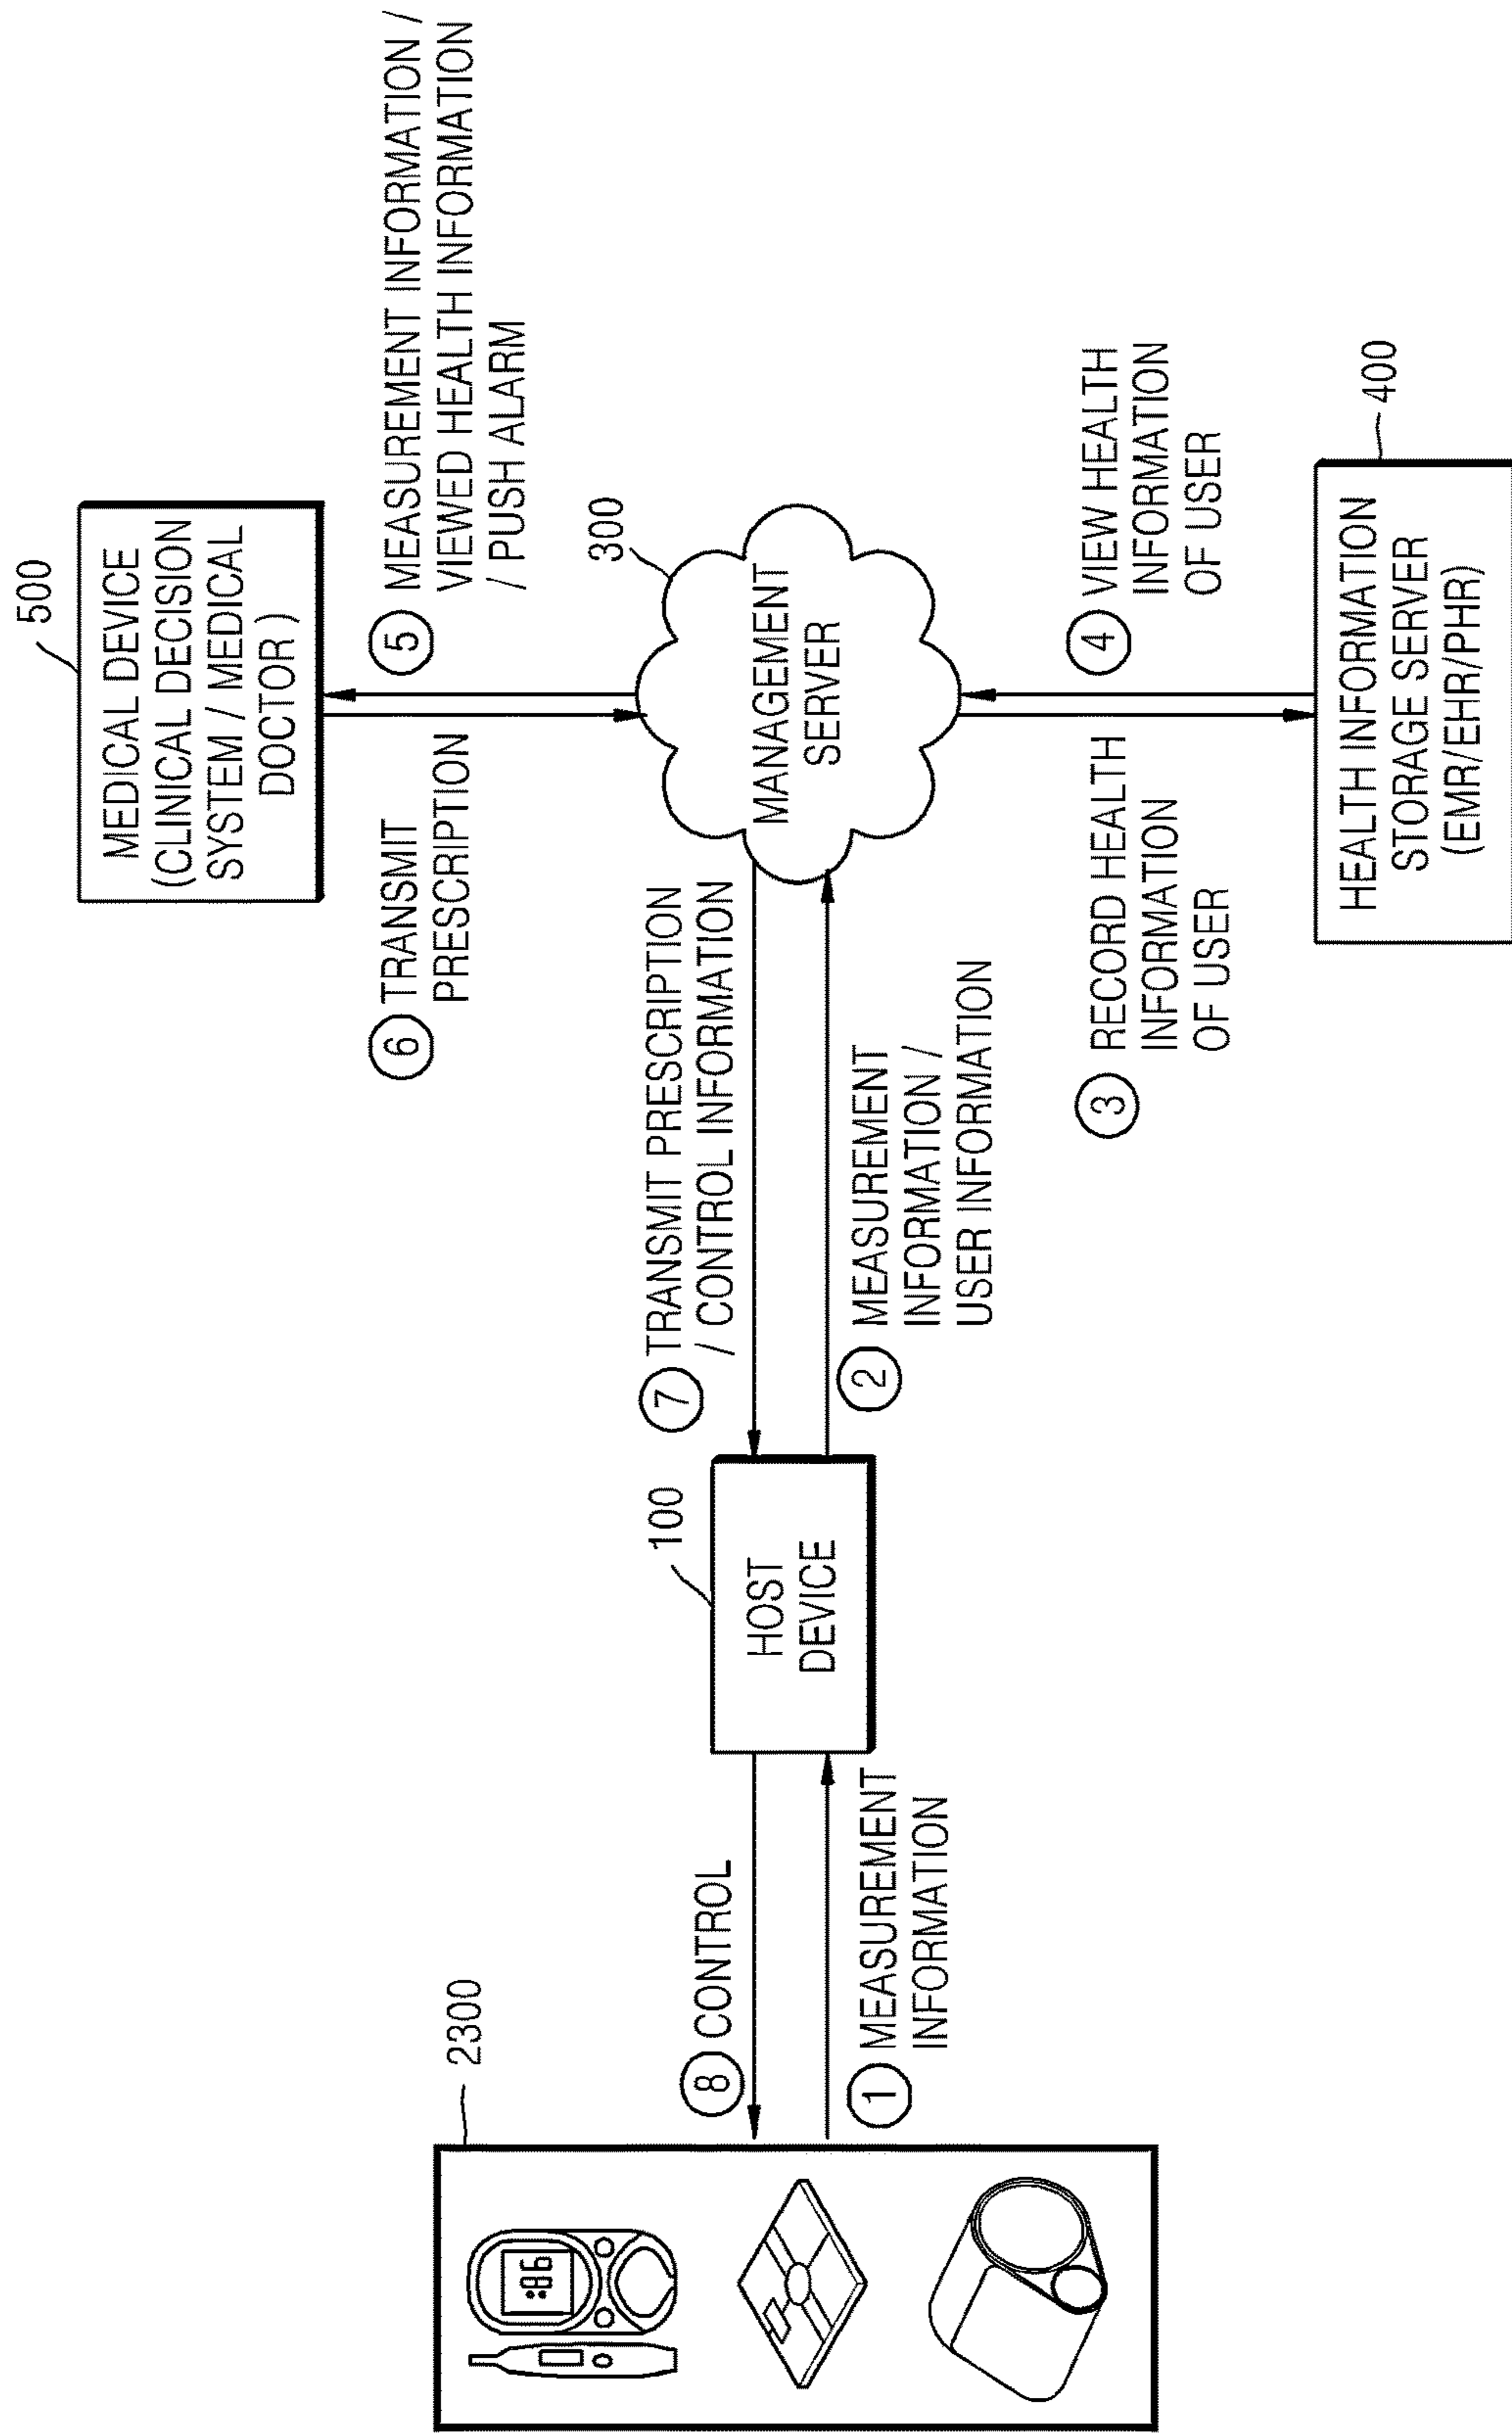 500
MEDICAL DEVICE
(CLINICAL DECISION
SYSTEM / MEDICAL
DOCTOR )
6 TRANSMIT
PRESCRIPTION
5 MEASUREMENT INFORMATION /
VIEWED HEALTH INFORMATION
/ PUSH ALARM
2300
:86
8 CONTROL
1 MEASUREMENT
INFORMATION
100
HOST
DEVICE
7 TRANSMIT PRESCRIPTION
/ CONTROL INFORMATION
2 MEASUREMENT
INFORMATION /
USER INFORMATION
300
MANAGEMENT
SERVER
3 RECORD HEALTH
INFORMATION
OF USER
4 VIEW HEALTH
INFORMATION
OF USER
400
HEALTH INFORMATION
STORAGE SERVER
(EMR/EHR/PHR)